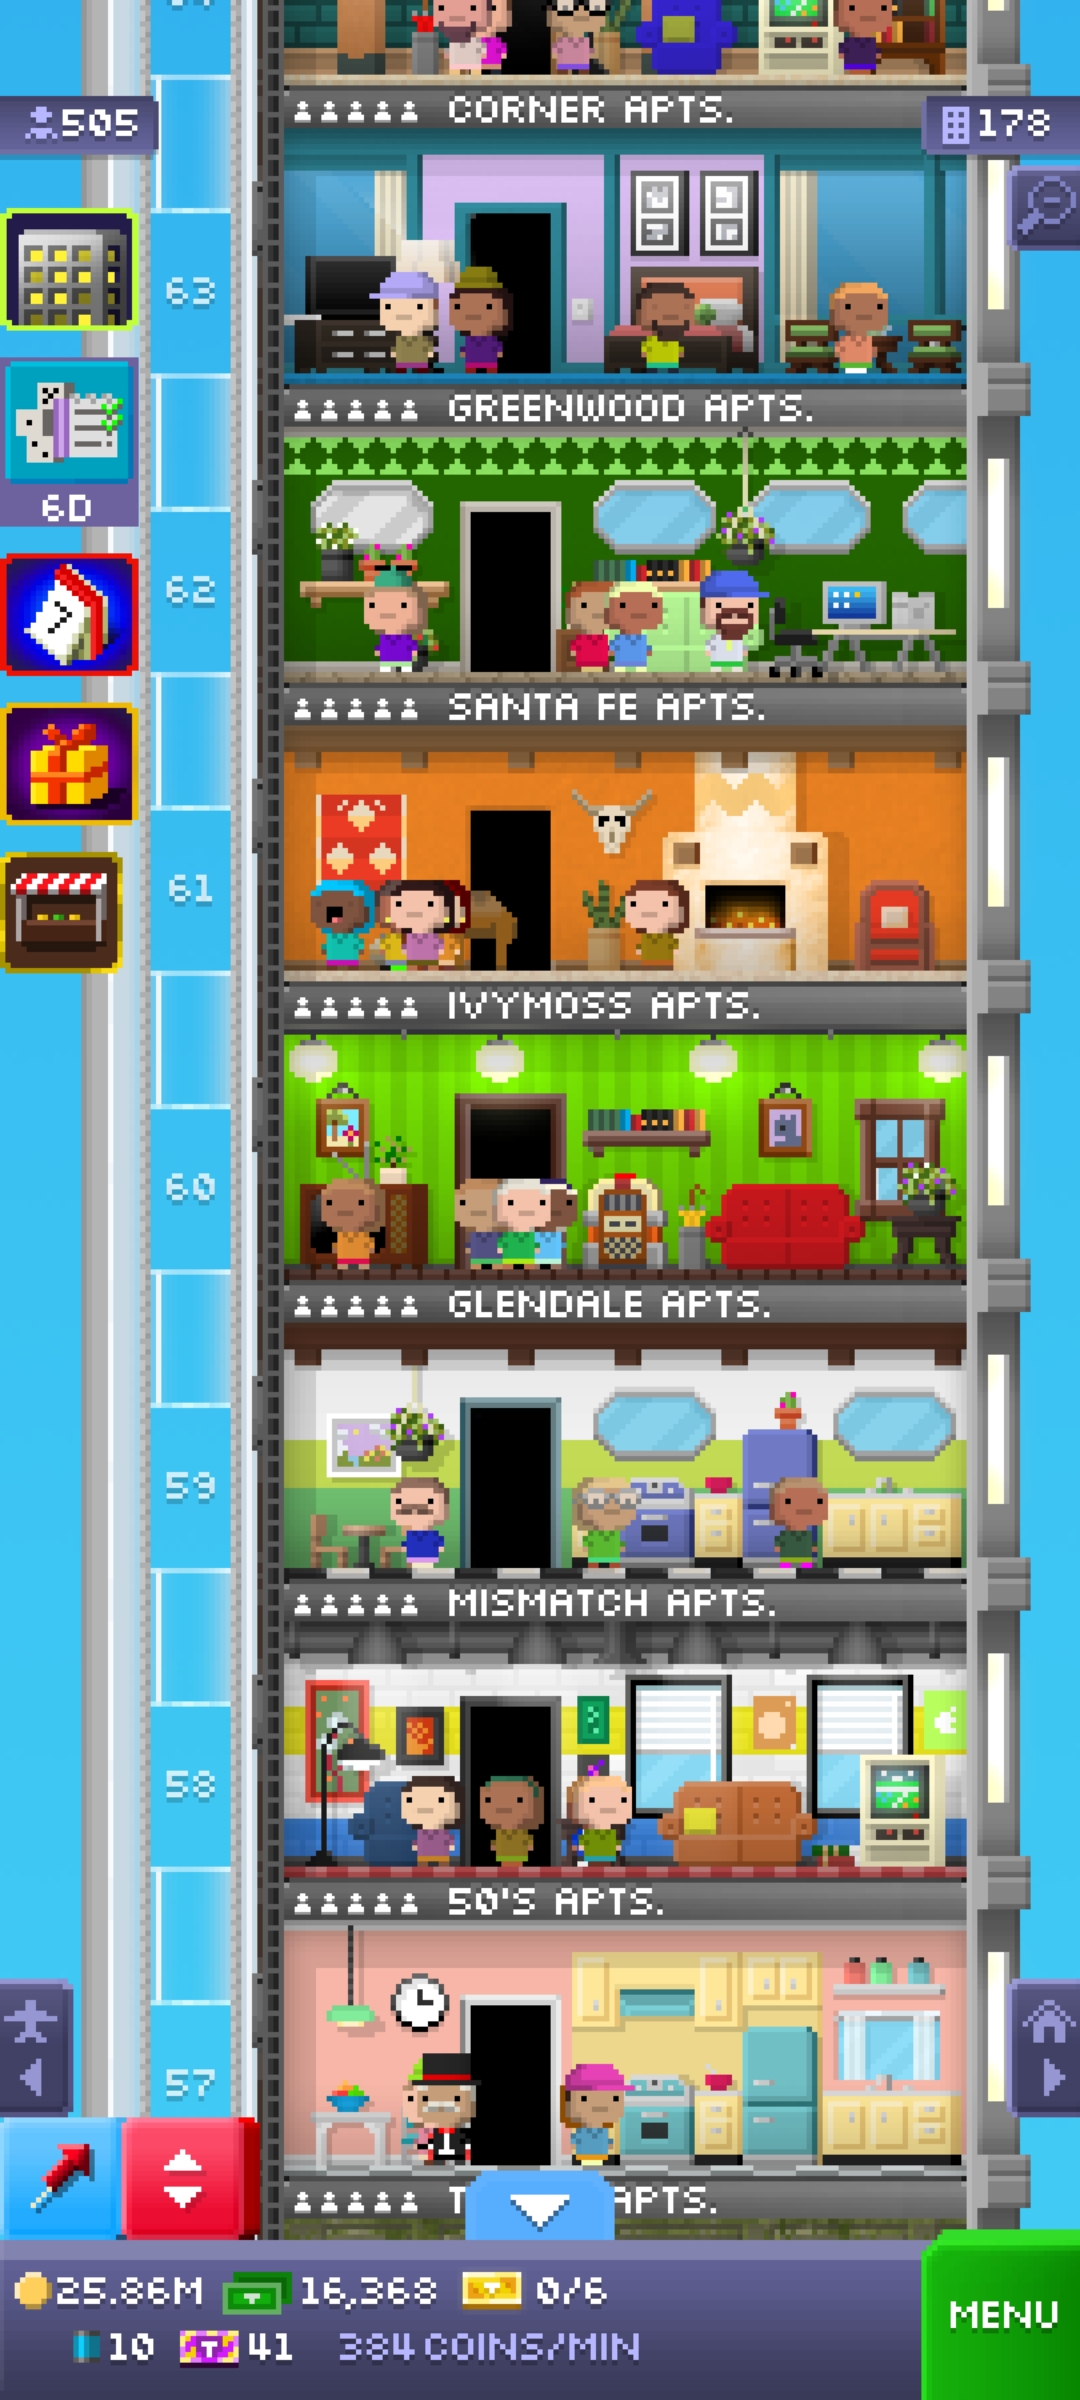 CORNER APTS.
505
178
63
GREENWOOD APTS.
6D
62
SANTA FE APTS.
61
IVYMOSS APTS.
60
GLENDALE APTS.
59
MISMATCH APTS.
58
50'S APTS.
57
APTS.
25.86M 16,368 0/6
MENU
10 41 384 COINS/MIN